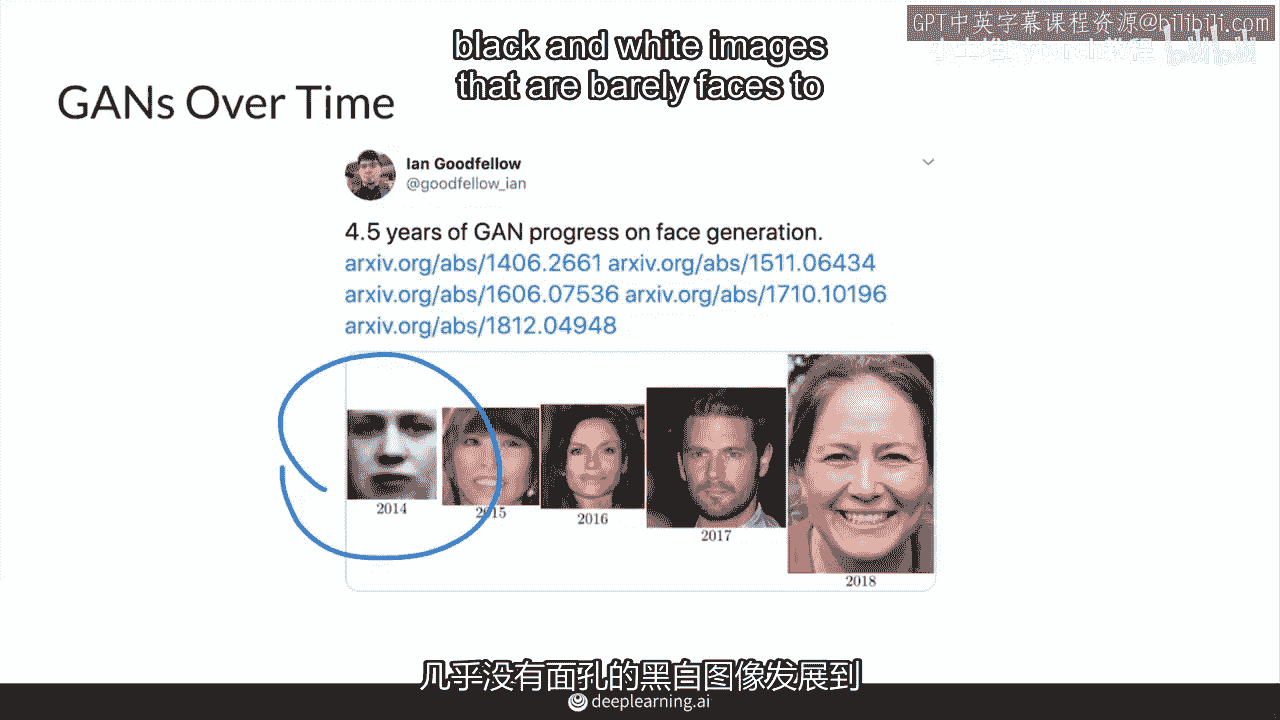 GPT中英字幕课程资源@bilibili.com
black and white images
that are barely faces to
GANs Over Time
Ian Goodfellow
@goodfellow_ian
4.5 years of GAN progress on face generation.
arxiv.org/abs/1406.2661 arxiv.org/abs/1511.06434
arxiv.org/abs/1606.07536 arxiv.org/abs/1710.10196
arxiv.org/abs/1812.04948
2014
2015
2016
2017
2018
几乎没有面孔的黑白图像发展到
deeplearning.ai